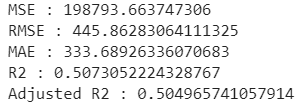 MSE : 198793.663747306
RMSE : 445.86283064111325
MAE : 333.68926336070683
R2 : 0.5073052224328767
Adjusted R2 : 0.504965741057914